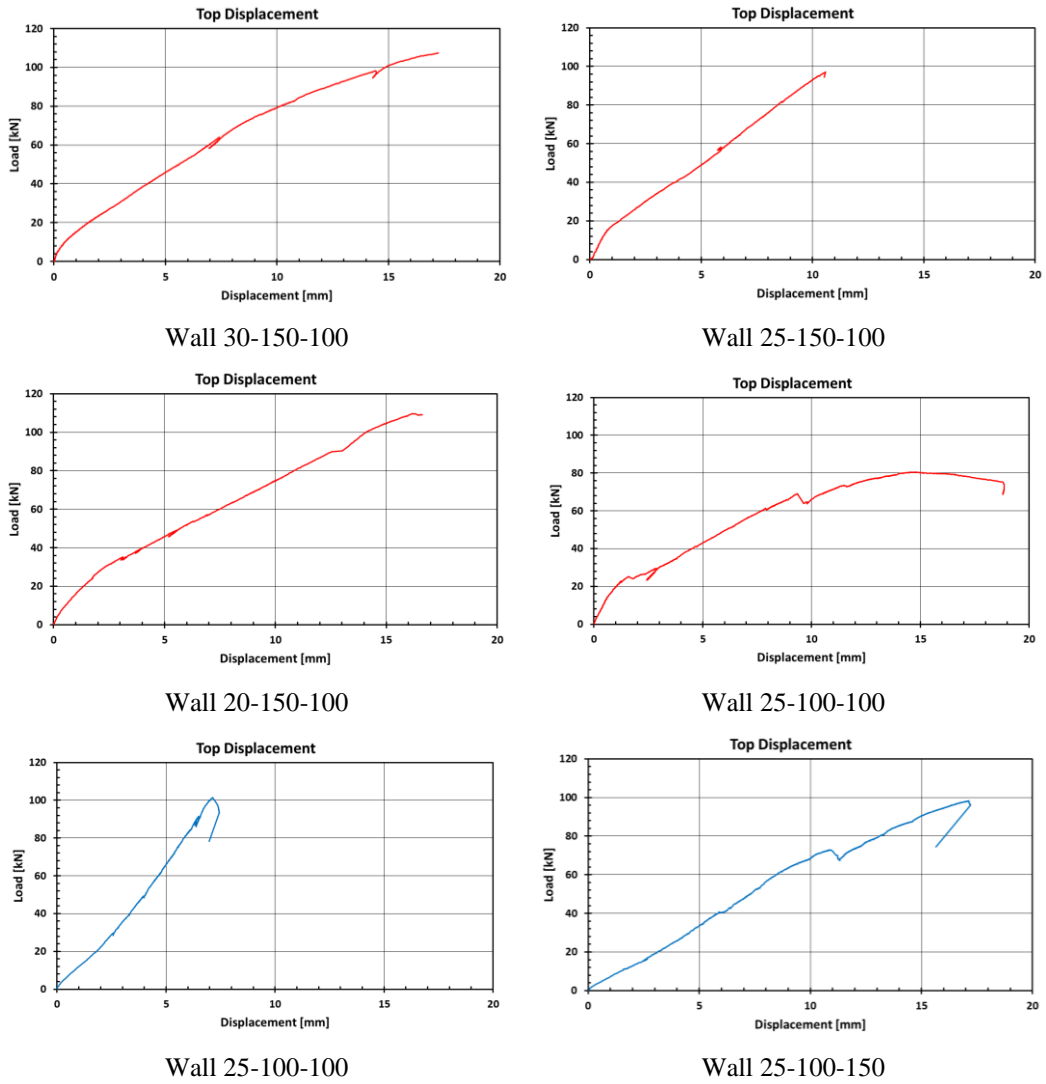 Top Displacement
120
100
80
60
40
20
0
Load [kN]
0 5 10 15 20
Displacement [mm]
Wall 30-150-100
Top Displacement
120
100
80
60
40
20
0
Load [kN]
0 5 10 15 20
Displacement [mm]
Wall 25-150-100
Top Displacement
120
100
80
60
40
20
0
Load [kN]
0 5 10 15 20
Displacement [mm]
Wall 20-150-100
Top Displacement
120
100
80
60
40
20
0
Load [kN]
0 5 10 15 20
Displacement [mm]
Wall 25-100-100
Top Displacement
120
100
80
60
40
20
0
Load [kN]
0 5 10 15 20
Displacement [mm]
Wall 25-100-100
Top Displacement
120
100
80
60
40
20
0
Load [kN]
0 5 10 15 20
Displacement [mm]
Wall 25-100-150